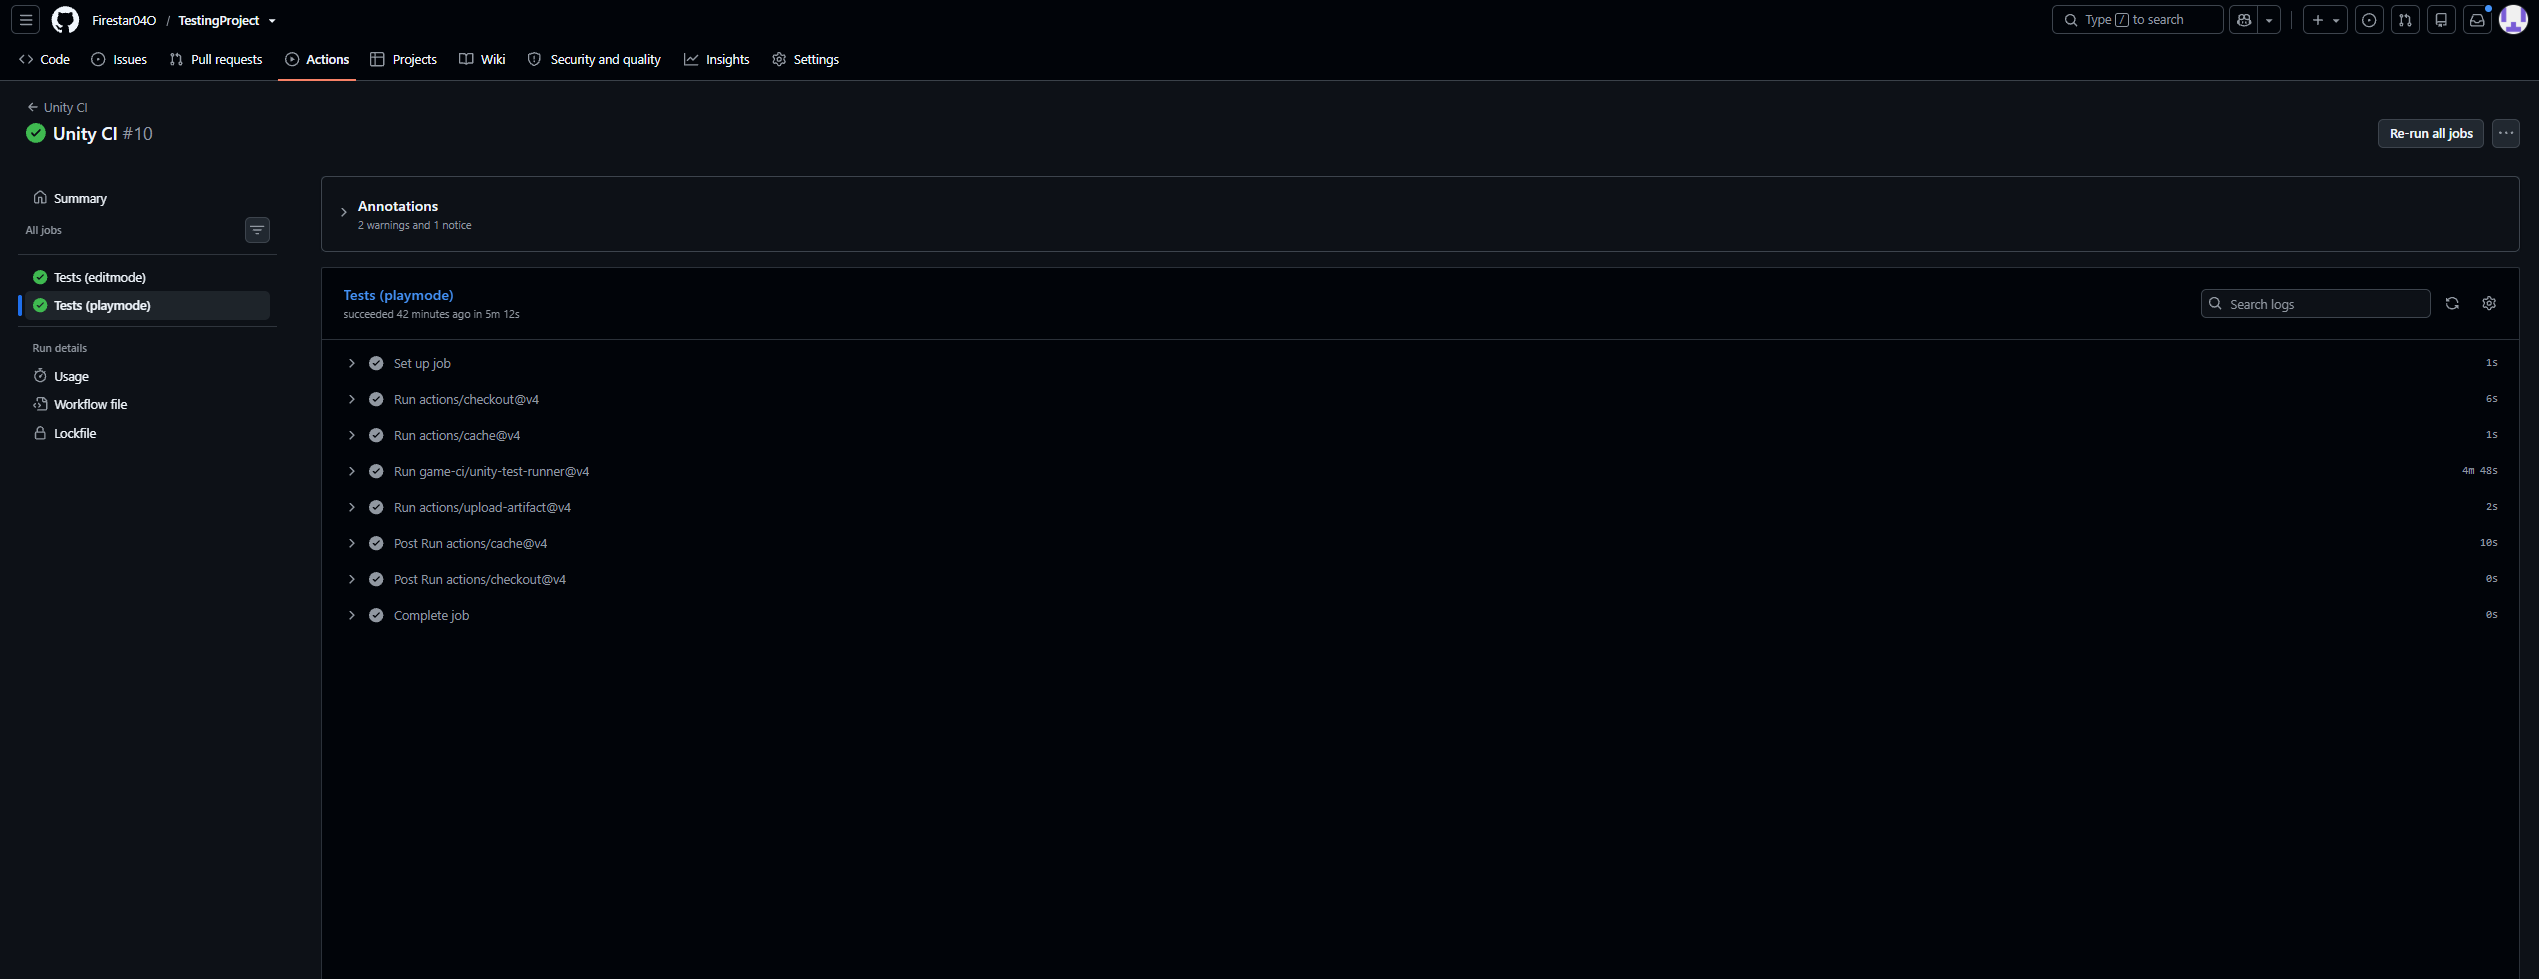 Firestar04O / TestingProject
Type / to search
Code Issues Pull requests Actions Projects Wiki Security and quality Insights Settings
Unity CI
Unity CI #10
Re-run all jobs
Summary
All jobs
Tests (editmode)
Tests (playmode)
Run details
Usage
Workflow file
Lockfile
Annotations
2 warnings and 1 notice
Tests (playmode)
succeeded 42 minutes ago in 5m 12s
Search logs
Set up job 1s
Run actions/checkout@v4 6s
Run actions/cache@v4 1s
Run game-ci/unity-test-runner@v4 4m 48s
Run actions/upload-artifact@v4 2s
Post Run actions/cache@v4 10s
Post Run actions/checkout@v4 0s
Complete job 0s